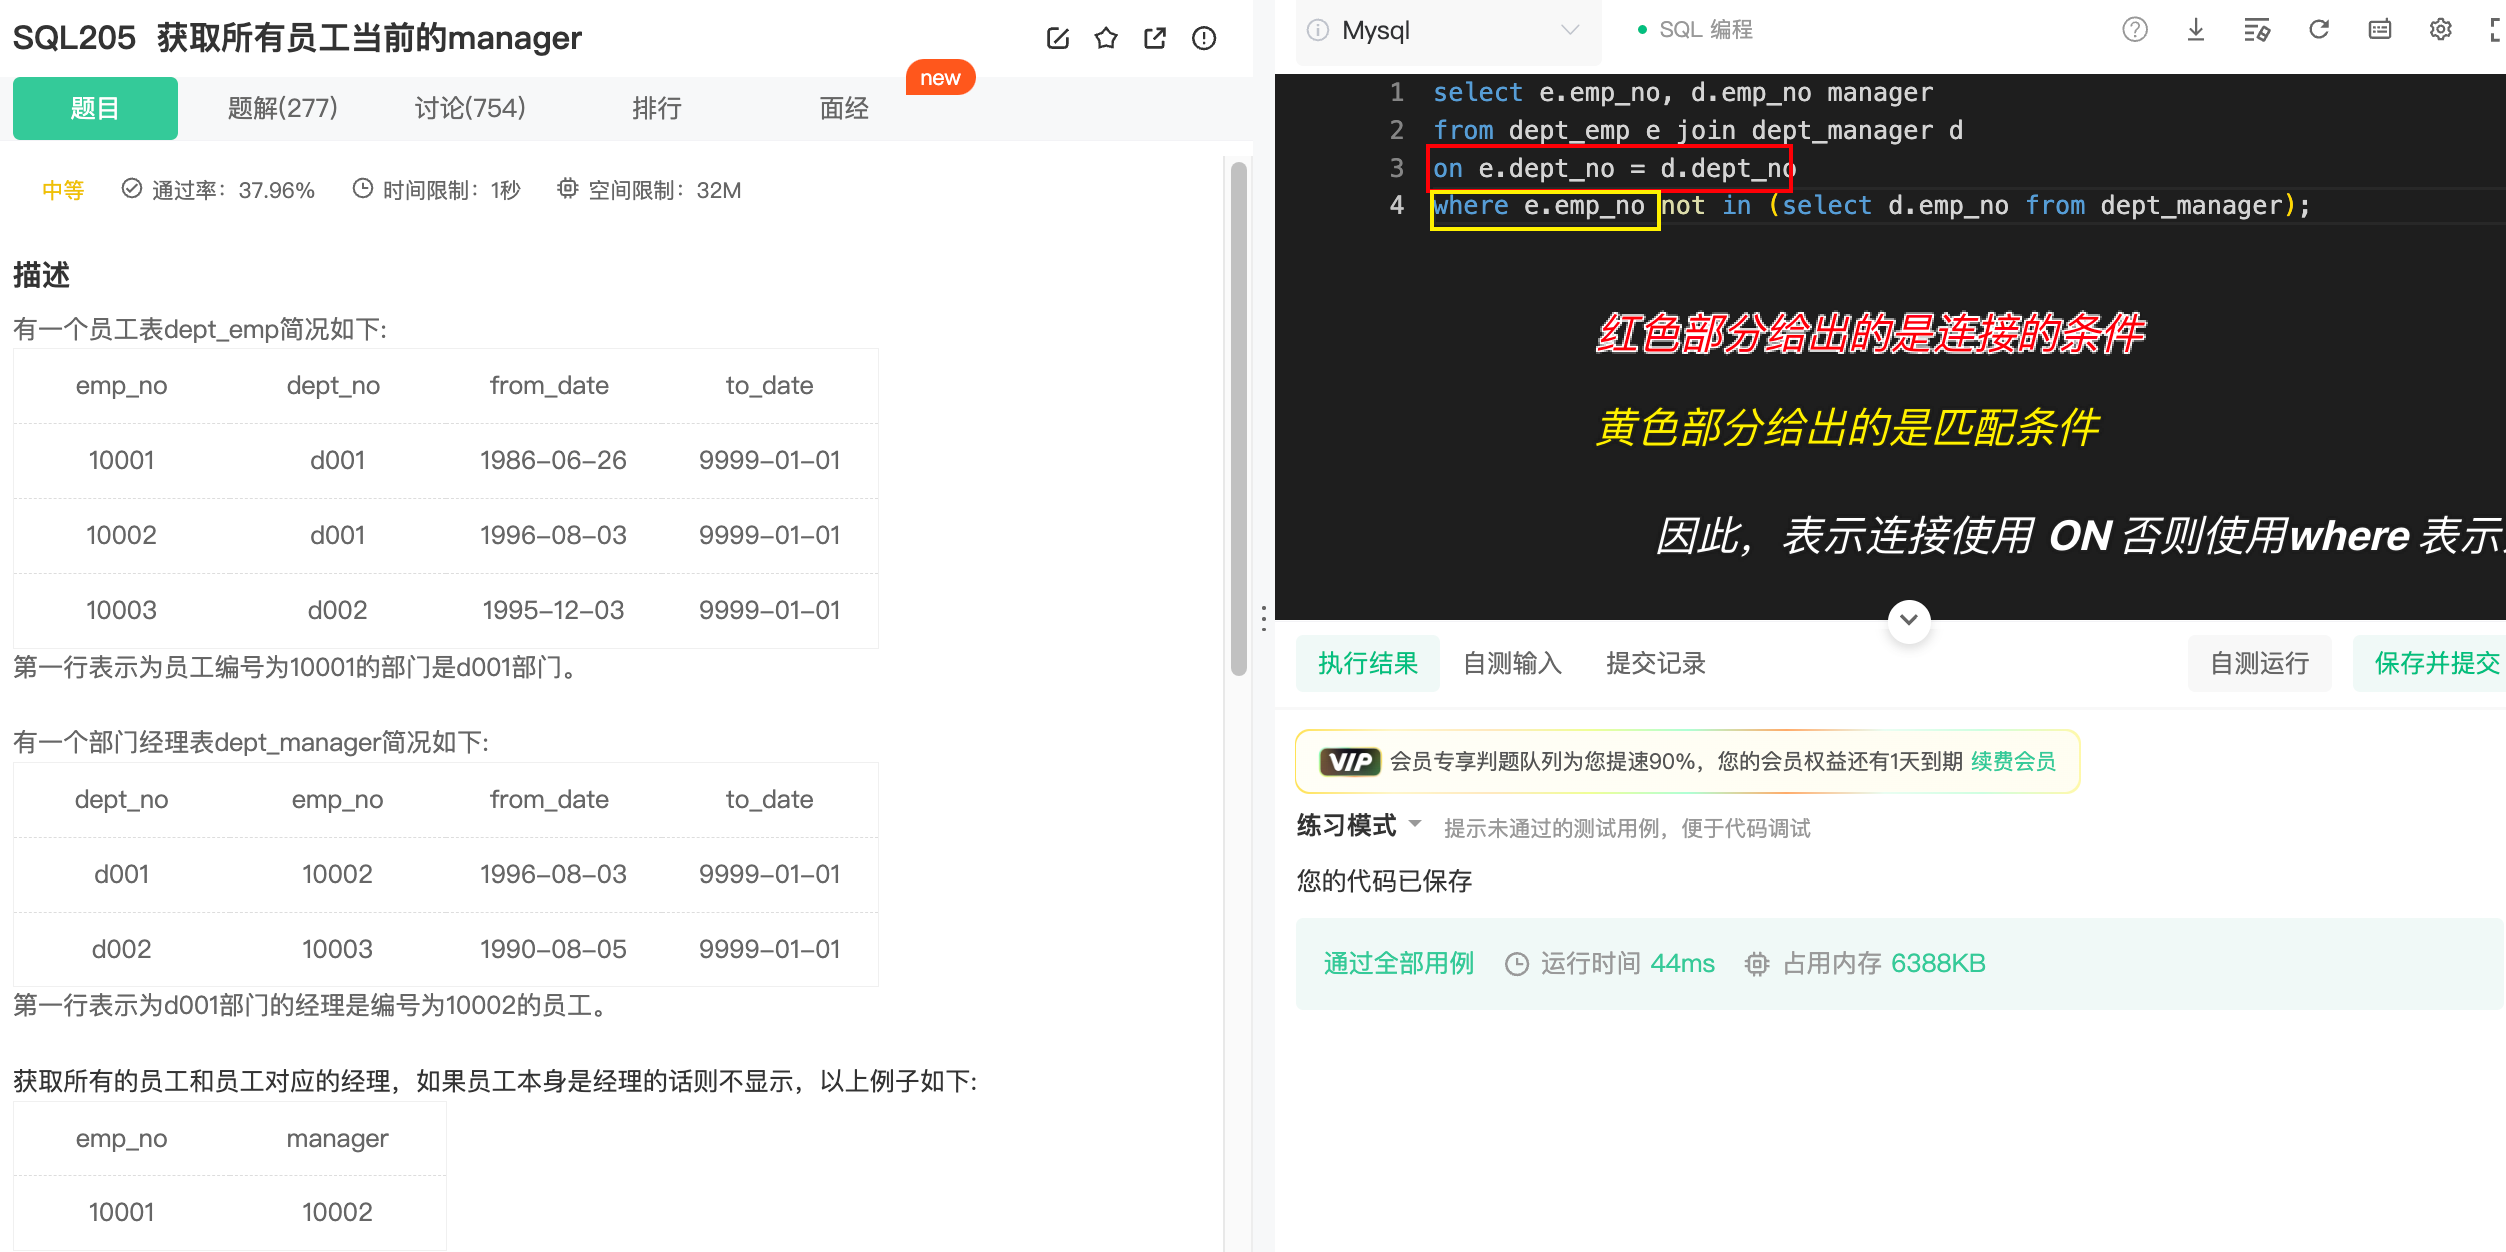 SQL205 获取所有员工当前的manager
new
题目 题解(277) 讨论(754) 排行 面经
中等 通过率：37.96% 时间限制：1秒 空间限制：32M
描述
有一个员工表dept_emp简况如下:
emp_no dept_no from_date to_date
10001 d001 1986-06-26 9999-01-01
10002 d001 1996-08-03 9999-01-01
10003 d002 1995-12-03 9999-01-01
第一行表示为员工编号为10001的部门是d001部门。
有一个部门经理表dept_manager简况如下:
dept_no emp_no from_date to_date
d001 10002 1996-08-03 9999-01-01
d002 10003 1990-08-05 9999-01-01
第一行表示为d001部门的经理是编号为10002的员工。
获取所有的员工和员工对应的经理，如果员工本身是经理的话则不显示，以上例子如下:
emp_no manager
10001 10002
Mysql SQL 编程
1 select e.emp_no, d.emp_no manager
2 from dept_emp e join dept_manager d
3 on e.dept_no = d.dept_no
4 where e.emp_no not in (select d.emp_no from dept_manager);
红色部分给出的是连接的条件
黄色部分给出的是匹配条件
因此，表示连接使用 ON 否则使用where 表示
执行结果 自测输入 提交记录 自测运行 保存并提交
VIP 会员专享判题队列为您提速90%，您的会员权益还有1天到期 续费会员
练习模式 提示未通过的测试用例，便于代码调试
您的代码已保存
通过全部用例 运行时间 44ms 占用内存 6388KB